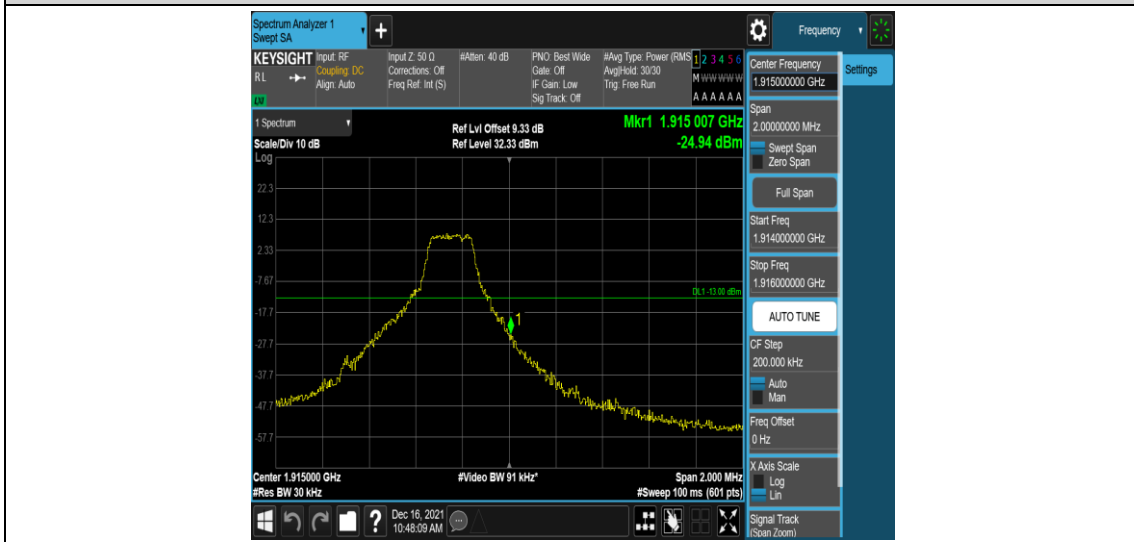 Spectrum Analyzer 1
Swept SA
+
Frequency
KEYSIGHT
RL
LXI
Input: RF
Coupling: DC
Align: Auto
Input Z: 50 Ω
Corrections: Off
Freq Ref: Int (S)
#Atten: 40 dB
PNO: Best Wide
Gate: Off
IF Gain: Low
Sig Track: Off
#Avg Type: Power (RMS
Avg|Hold: 30/30
Trig: Free Run
1 2 3 4 5 6
M W W W W W
A A A A A A
1 Spectrum
Scale/Div 10 dB
Ref Lvl Offset 9.33 dB
Ref Level 32.33 dBm
Mkr1 1.915 007 GHz
-24.94 dBm
Log
22.3
12.3
2.33
-7.67
DL1 -13.00 dBm
-17.7
1
-27.7
-37.7
-47.7
-57.7
Center 1.915000 GHz
#Video BW 91 kHz*
Span 2.000 MHz
#Res BW 30 kHz
#Sweep 100 ms (601 pts)
Center Frequency
1.915000000 GHz
Settings
Span
2.00000000 MHz
Swept Span
Zero Span
Full Span
Start Freq
1.914000000 GHz
Stop Freq
1.916000000 GHz
AUTO TUNE
CF Step
200.000 kHz
Auto
Man
Freq Offset
0 Hz
X Axis Scale
Log
Lin
Signal Track
(Span Zoom)
?
Dec 16, 2021
10:48:09 AM